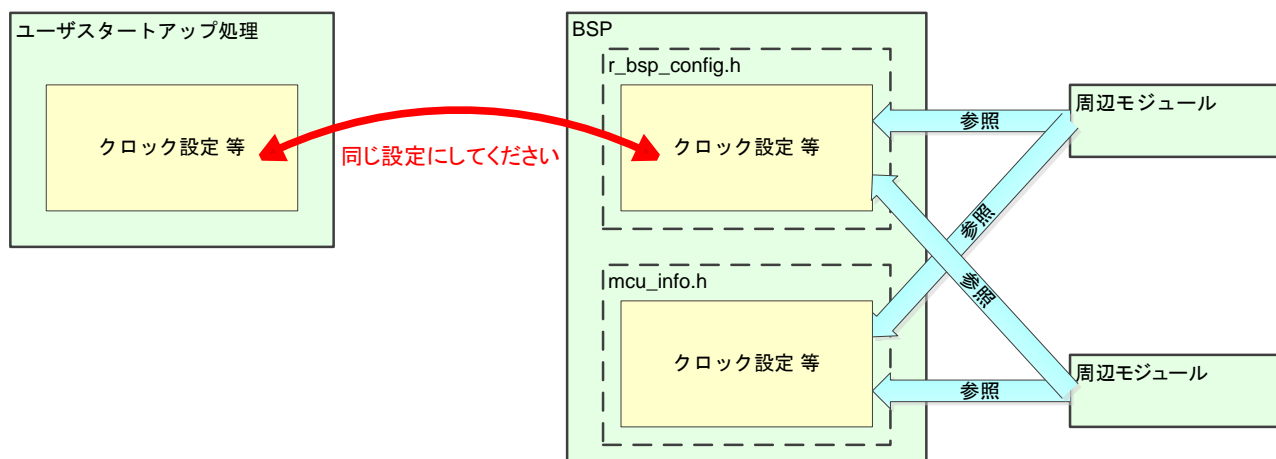 ユーザスタートアップ処理
クロック設定 等
同じ設定にしてください
BSP
r_bsp_config.h
クロック設定 等
mcu_info.h
クロック設定 等
参照
参照
参照
参照
周辺モジュール
周辺モジュール